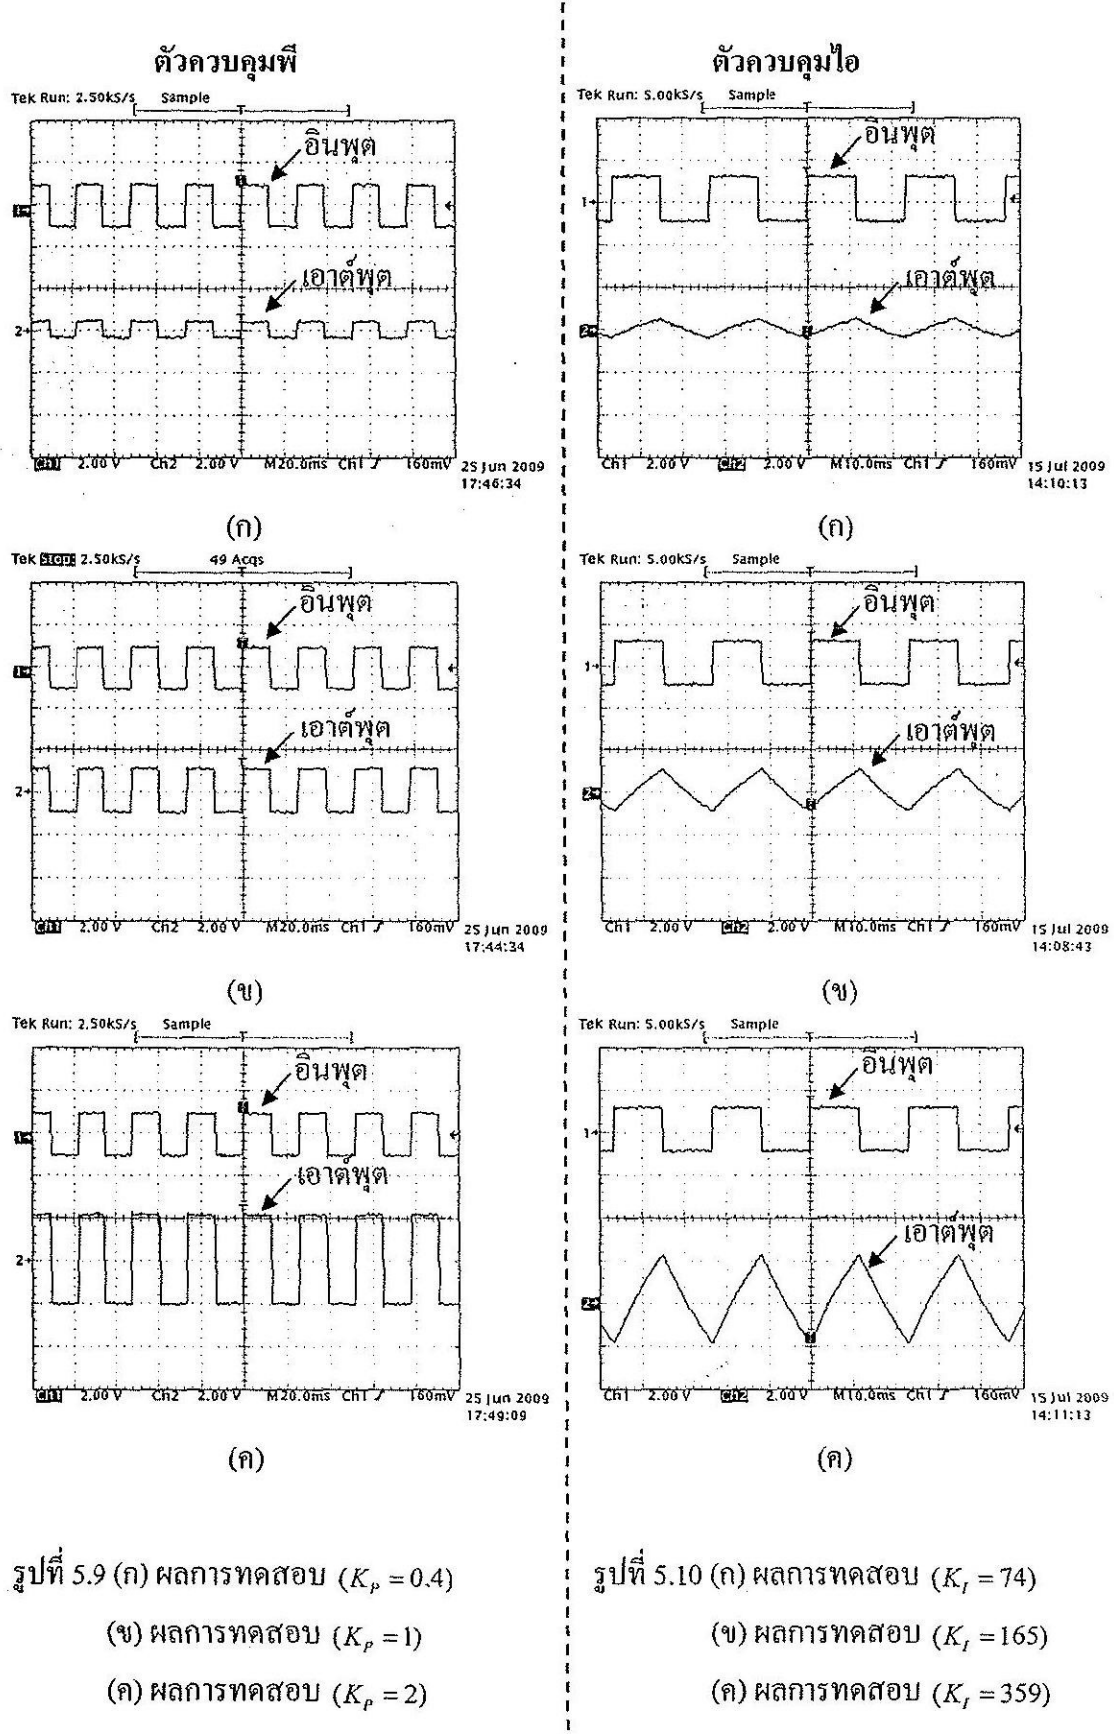 ตัวควบคุมพี
Tek Run: 2.50kS/s Sample
อินพุต
1→
เอาต์พุต
2→
Ch1 2.00 V Ch2 2.00 V M20.0ms Ch1 160mV
25 Jun 2009
17:46:34
(ก)
Tek Stop: 2.50kS/s 49 Acqs
อินพุต
1→
เอาต์พุต
2→
Ch1 2.00 V Ch2 2.00 V M20.0ms Ch1 160mV
25 Jun 2009
17:44:34
(ข)
Tek Run: 2.50kS/s Sample
อินพุต
1→
เอาต์พุต
2→
Ch1 2.00 V Ch2 2.00 V M20.0ms Ch1 160mV
25 Jun 2009
17:49:09
(ค)
รูปที่ 5.9 (ก) ผลการทดสอบ (K_P = 0.4)
(ข) ผลการทดสอบ (K_P = 1)
(ค) ผลการทดสอบ (K_P = 2)
ตัวควบคุมไอ
Tek Run: 5.00kS/s Sample
อินพุต
1→
เอาต์พุต
2→
Ch1 2.00 V Ch2 2.00 V M10.0ms Ch1 160mV
15 Jul 2009
14:10:13
(ก)
Tek Run: 5.00kS/s Sample
อินพุต
1→
เอาต์พุต
2→
Ch1 2.00 V Ch2 2.00 V M10.0ms Ch1 160mV
15 Jul 2009
14:08:43
(ข)
Tek Run: 5.00kS/s Sample
อินพุต
1→
เอาต์พุต
2→
Ch1 2.00 V Ch2 2.00 V M10.0ms Ch1 160mV
15 Jul 2009
14:11:13
(ค)
รูปที่ 5.10 (ก) ผลการทดสอบ (K_I = 74)
(ข) ผลการทดสอบ (K_I = 165)
(ค) ผลการทดสอบ (K_I = 359)